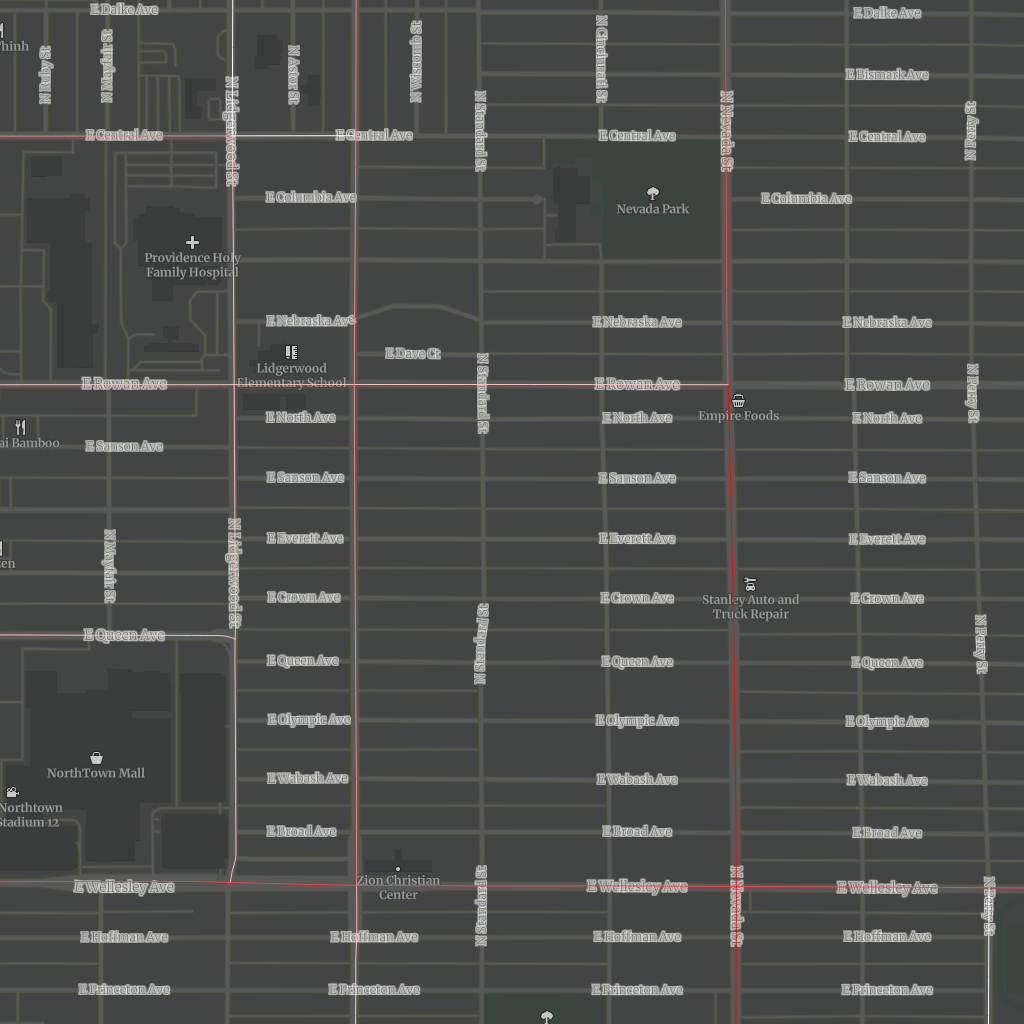 E Dalke Ave
E Dalke Ave
N Ruby St
N Mayfair St
N Astor St
N Wiscomb St
N Cincinnati St
E Bismark Ave
N Lidgerwood St
N Standard St
N Nevada St
N Perry St
E Central Ave
E Central Ave
E Central Ave
E Central Ave
E Columbia Ave
E Columbia Ave
Nevada Park
Providence Holy
Family Hospital
E Nebraska Ave
E Nebraska Ave
E Nebraska Ave
E Dave Ct
Lidgerwood
Elementary School
E Rowan Ave
E Rowan Ave
E Rowan Ave
N Standard St
N Perry St
Empire Foods
E North Ave
E North Ave
E North Ave
ai Bamboo
E Sanson Ave
E Sanson Ave
E Sanson Ave
E Sanson Ave
N Mayfair St
N Lidgerwood St
E Everett Ave
E Everett Ave
E Everett Ave
zen
E Crown Ave
E Crown Ave
E Crown Ave
Stanley Auto and
Truck Repair
E Queen Ave
N Standard St
N Perry St
E Queen Ave
E Queen Ave
E Queen Ave
E Olympic Ave
E Olympic Ave
E Olympic Ave
NorthTown Mall
E Wabash Ave
E Wabash Ave
E Wabash Ave
Northtown
Stadium 12
E Broad Ave
E Broad Ave
E Broad Ave
E Wellesley Ave
Zion Christian
Center
E Wellesley Ave
E Wellesley Ave
N Standard St
N Nevada St
N Perry St
E Hoffman Ave
E Hoffman Ave
E Hoffman Ave
E Hoffman Ave
E Princeton Ave
E Princeton Ave
E Princeton Ave
E Princeton Ave